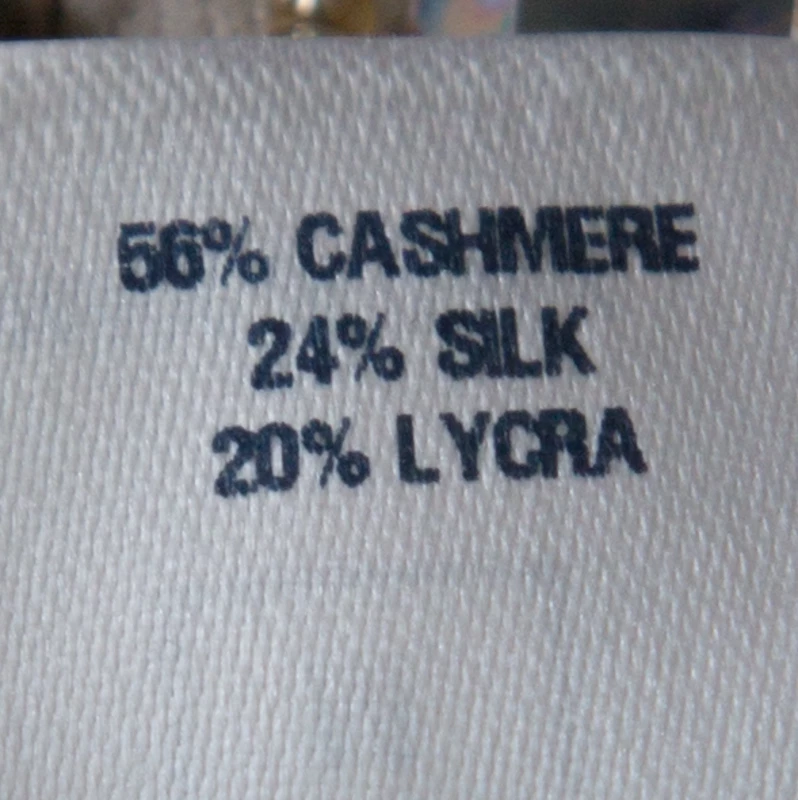 56% CASHMERE
24% SILK
20% LYCRA